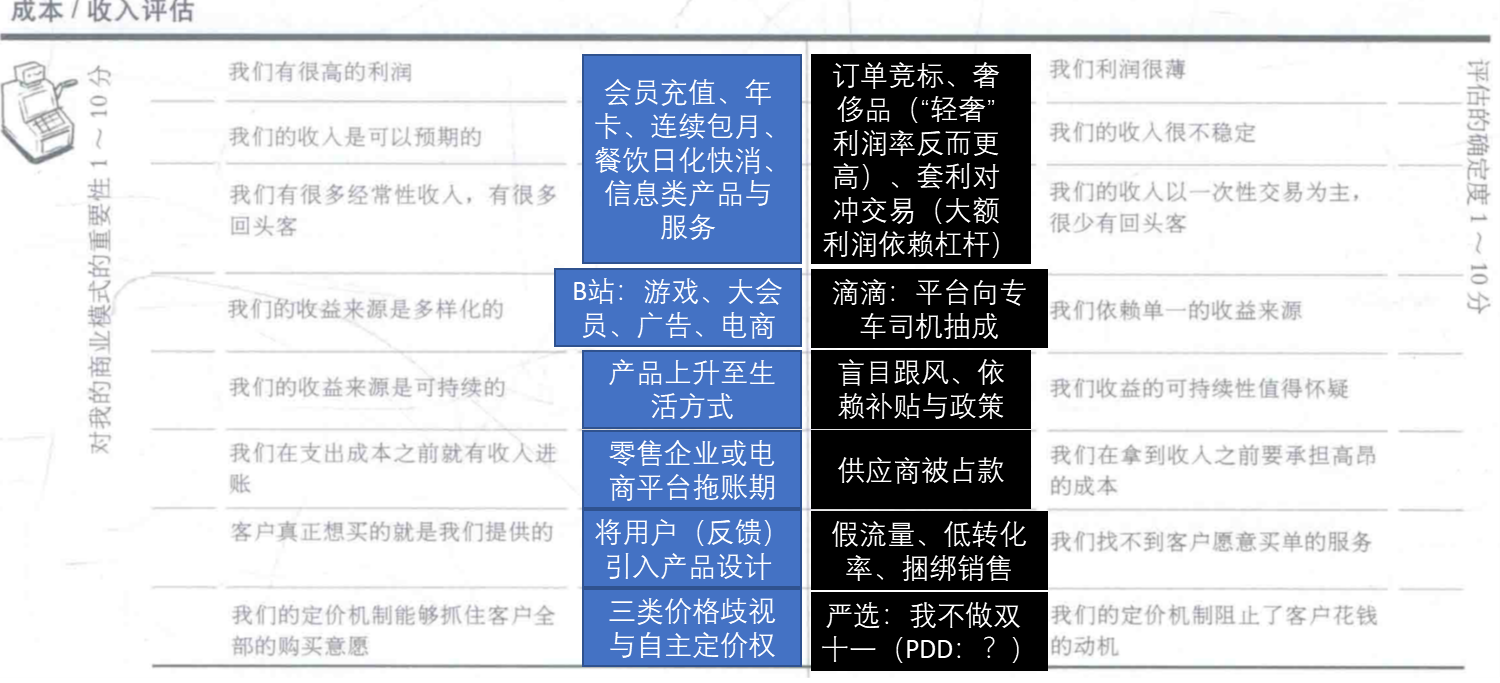 成本 / 收入评估
对我的商业模式的重要性 1 ~ 10 分
评估的确定度 1 ~ 10 分
我们有很高的利润
我们的收入是可以预期的
我们有很多经常性收入，有很多
回头客
会员充值、年
卡、连续包月、
餐饮日化快消、
信息类产品与
服务
订单竞标、奢
侈品（“轻奢”
利润率反而更
高）、套利对
冲交易（大额
利润依赖杠杆）
我们利润很薄
我们的收入很不稳定
我们的收入以一次性交易为主，
很少有回头客
我们的收益来源是多样化的
B站：游戏、大会
员、广告、电商
滴滴：平台向专
车司机抽成
我们依赖单一的收益来源
我们的收益来源是可持续的
产品上升至生
活方式
盲目跟风、依
赖补贴与政策
我们收益的可持续性值得怀疑
我们在支出成本之前就有收入进
账
零售企业或电
商平台拖账期
供应商被占款
我们在拿到收入之前要承担高昂
的成本
客户真正想买的就是我们提供的
将用户（反馈）
引入产品设计
假流量、低转化
率、捆绑销售
我们找不到客户愿意买单的服务
我们的定价机制能够抓住客户全
部的购买意愿
三类价格歧视
与自主定价权
严选：我不做双
十一（PDD：？）
我们的定价机制阻止了客户花钱
的动机